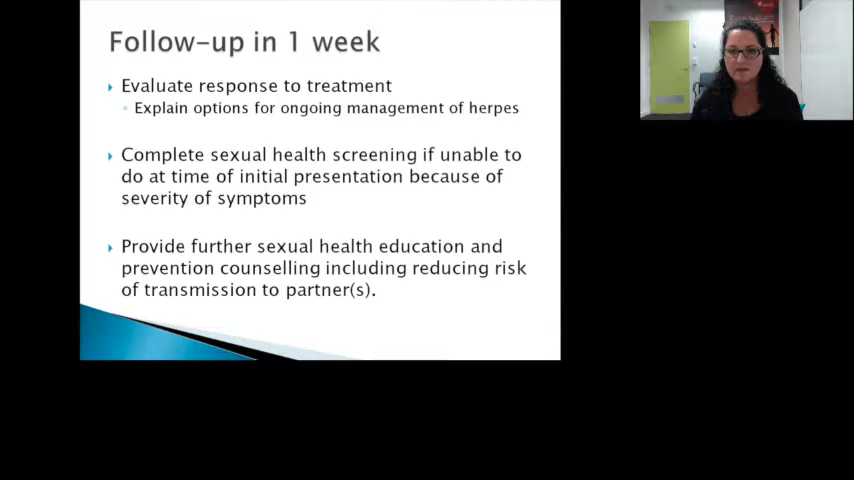 Follow-up in 1 week
Evaluate response to treatment
Explain options for ongoing management of herpes
Complete sexual health screening if unable to
do at time of initial presentation because of
severity of symptoms
Provide further sexual health education and
prevention counselling including reducing risk
of transmission to partner(s).